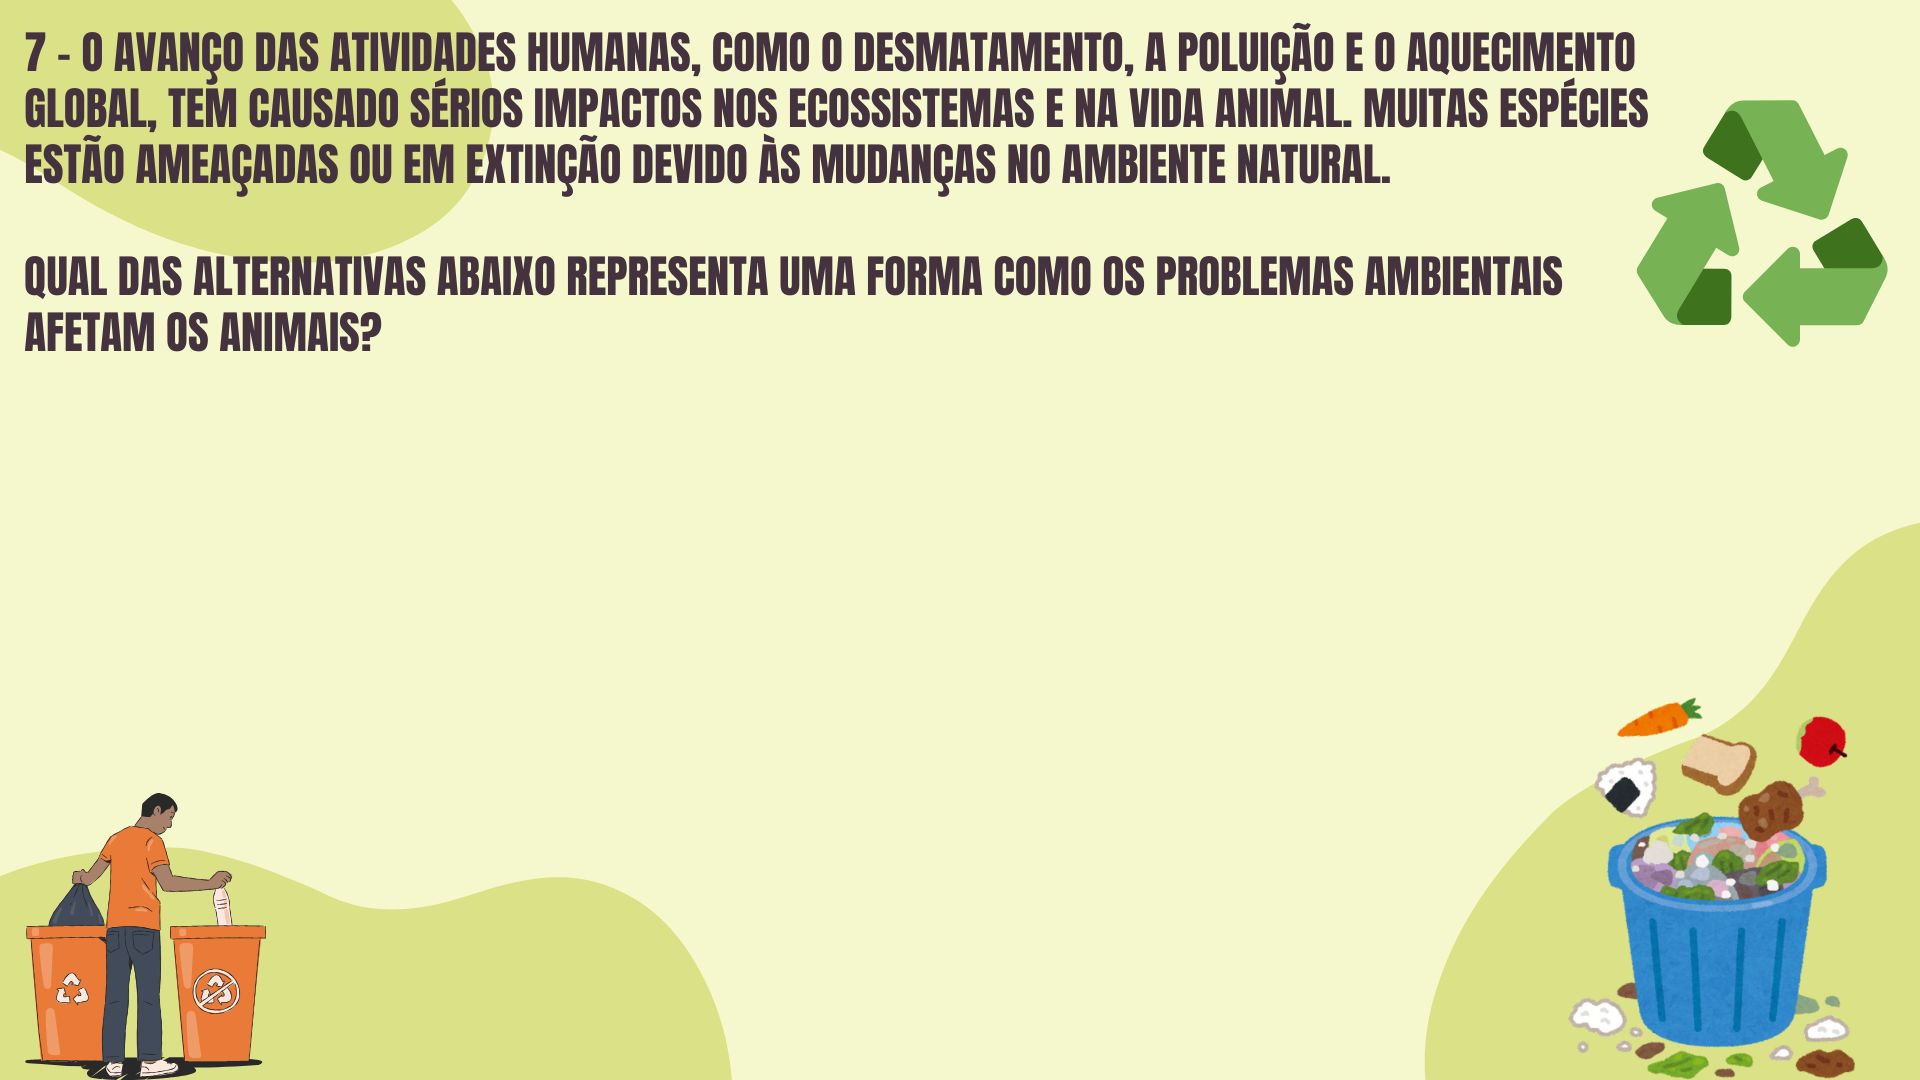 7 - O AVANÇO DAS ATIVIDADES HUMANAS, COMO O DESMATAMENTO, A POLUIÇÃO E O AQUECIMENTO
GLOBAL, TEM CAUSADO SÉRIOS IMPACTOS NOS ECOSSISTEMAS E NA VIDA ANIMAL. MUITAS ESPÉCIES
ESTÃO AMEAÇADAS OU EM EXTINÇÃO DEVIDO ÀS MUDANÇAS NO AMBIENTE NATURAL.
QUAL DAS ALTERNATIVAS ABAIXO REPRESENTA UMA FORMA COMO OS PROBLEMAS AMBIENTAIS
AFETAM OS ANIMAIS?